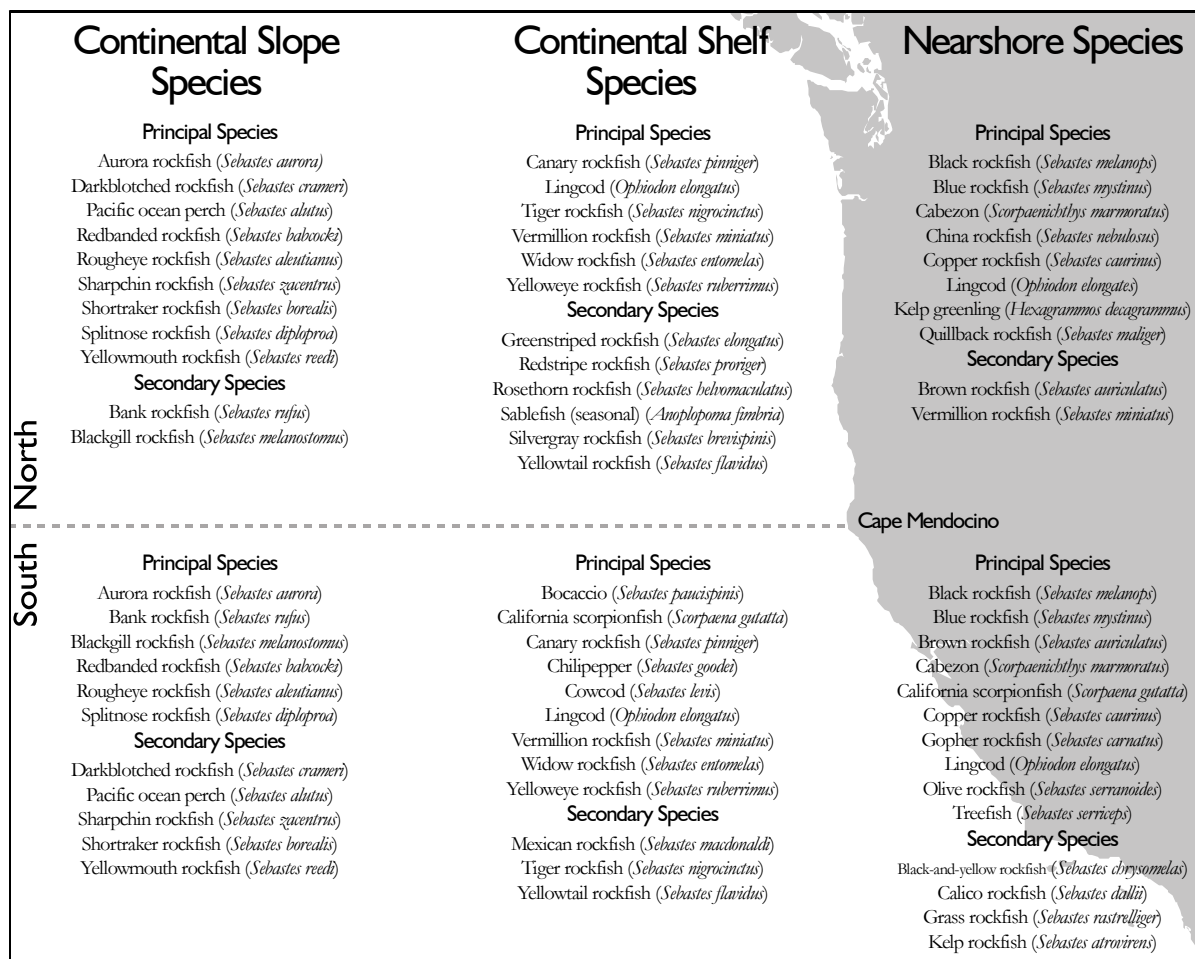 Continental Slope
Species
Principal Species
Aurora rockfish (Sebastes aurora)
Darkblotched rockfish (Sebastes crameri)
Pacific ocean perch (Sebastes alutus)
Redbanded rockfish (Sebastes babcocki)
Rougheye rockfish (Sebastes aleutianus)
Sharpchin rockfish (Sebastes zacentrus)
Shortraker rockfish (Sebastes borealis)
Splitnose rockfish (Sebastes diploproa)
Yellowmouth rockfish (Sebastes reedi)
Secondary Species
Bank rockfish (Sebastes rufus)
Blackgill rockfish (Sebastes melanostomus)
Continental Shelf
Species
Principal Species
Canary rockfish (Sebastes pinniger)
Lingcod (Ophiodon elongatus)
Tiger rockfish (Sebastes nigrocinctus)
Vermillion rockfish (Sebastes miniatus)
Widow rockfish (Sebastes entomelas)
Yelloweye rockfish (Sebastes ruberrimus)
Secondary Species
Greenstriped rockfish (Sebastes elongatus)
Redstripe rockfish (Sebastes proriger)
Rosethorn rockfish (Sebastes helvomaculatus)
Sablefish (seasonal) (Anoplopoma fimbria)
Silvergray rockfish (Sebastes brevispinis)
Yellowtail rockfish (Sebastes flavidus)
Nearshore Species
Principal Species
Black rockfish (Sebastes melanops)
Blue rockfish (Sebastes mystinus)
Cabezon (Scorpaenichthys marmoratus)
China rockfish (Sebastes nebulosus)
Copper rockfish (Sebastes caurinus)
Lingcod (Ophiodon elongates)
Kelp greenling (Hexagrammos decagrammus)
Quillback rockfish (Sebastes maliger)
Secondary Species
Brown rockfish (Sebastes auriculatus)
Vermillion rockfish (Sebastes miniatus)
North
Cape Mendocino
South
Principal Species
Aurora rockfish (Sebastes aurora)
Bank rockfish (Sebastes rufus)
Blackgill rockfish (Sebastes melanostomus)
Redbanded rockfish (Sebastes babcocki)
Rougheye rockfish (Sebastes aleutianus)
Splitnose rockfish (Sebastes diploproa)
Secondary Species
Darkblotched rockfish (Sebastes crameri)
Pacific ocean perch (Sebastes alutus)
Sharpchin rockfish (Sebastes zacentrus)
Shortraker rockfish (Sebastes borealis)
Yellowmouth rockfish (Sebastes reedi)
Principal Species
Bocaccio (Sebastes paucispinis)
California scorpionfish (Scorpaena gutatta)
Canary rockfish (Sebastes pinniger)
Chilipepper (Sebastes goodei)
Cowcod (Sebastes levis)
Lingcod (Ophiodon elongatus)
Vermillion rockfish (Sebastes miniatus)
Widow rockfish (Sebastes entomelas)
Yelloweye rockfish (Sebastes ruberrimus)
Secondary Species
Mexican rockfish (Sebastes macdonaldi)
Tiger rockfish (Sebastes nigrocinctus)
Yellowtail rockfish (Sebastes flavidus)
Principal Species
Black rockfish (Sebastes melanops)
Blue rockfish (Sebastes mystinus)
Brown rockfish (Sebastes auriculatus)
Cabezon (Scorpaenichthys marmoratus)
California scorpionfish (Scorpaena gutatta)
Copper rockfish (Sebastes caurinus)
Gopher rockfish (Sebastes carnatus)
Lingcod (Ophiodon elongatus)
Olive rockfish (Sebastes serranoides)
Treefish (Sebastes serriceps)
Secondary Species
Black-and-yellow rockfish (Sebastes chrysomelas)
Calico rockfish (Sebastes dallii)
Grass rockfish (Sebastes rastrelliger)
Kelp rockfish (Sebastes atrovirens)